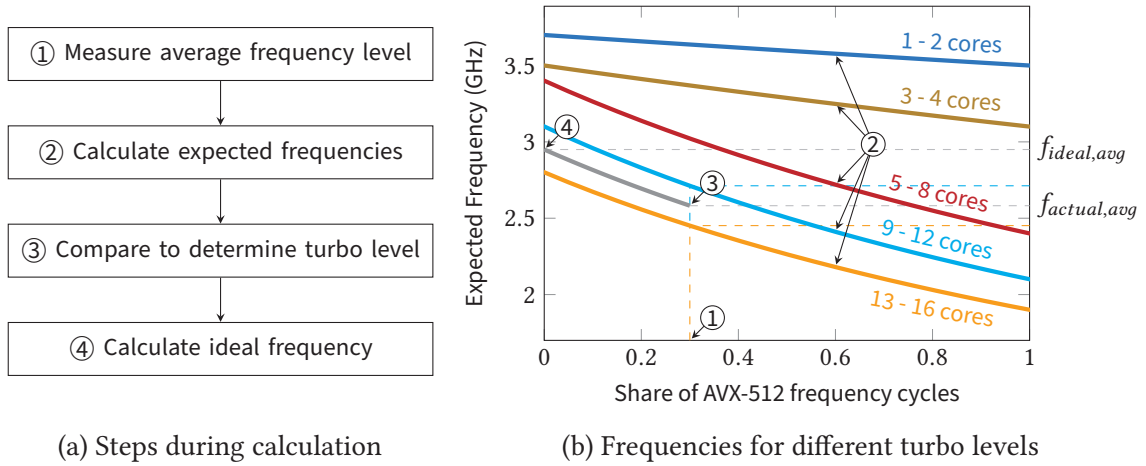 ① Measure average frequency level
② Calculate expected frequencies
③ Compare to determine turbo level
④ Calculate ideal frequency
(a) Steps during calculation
Expected Frequency (GHz)
3.5
3
2.5
2
0
0.2
0.4
0.6
0.8
1
Share of AVX-512 frequency cycles
1 - 2 cores
3 - 4 cores
5 - 8 cores
9 - 12 cores
13 - 16 cores
④
②
③
①
f_ideal,avg
f_actual,avg
(b) Frequencies for different turbo levels